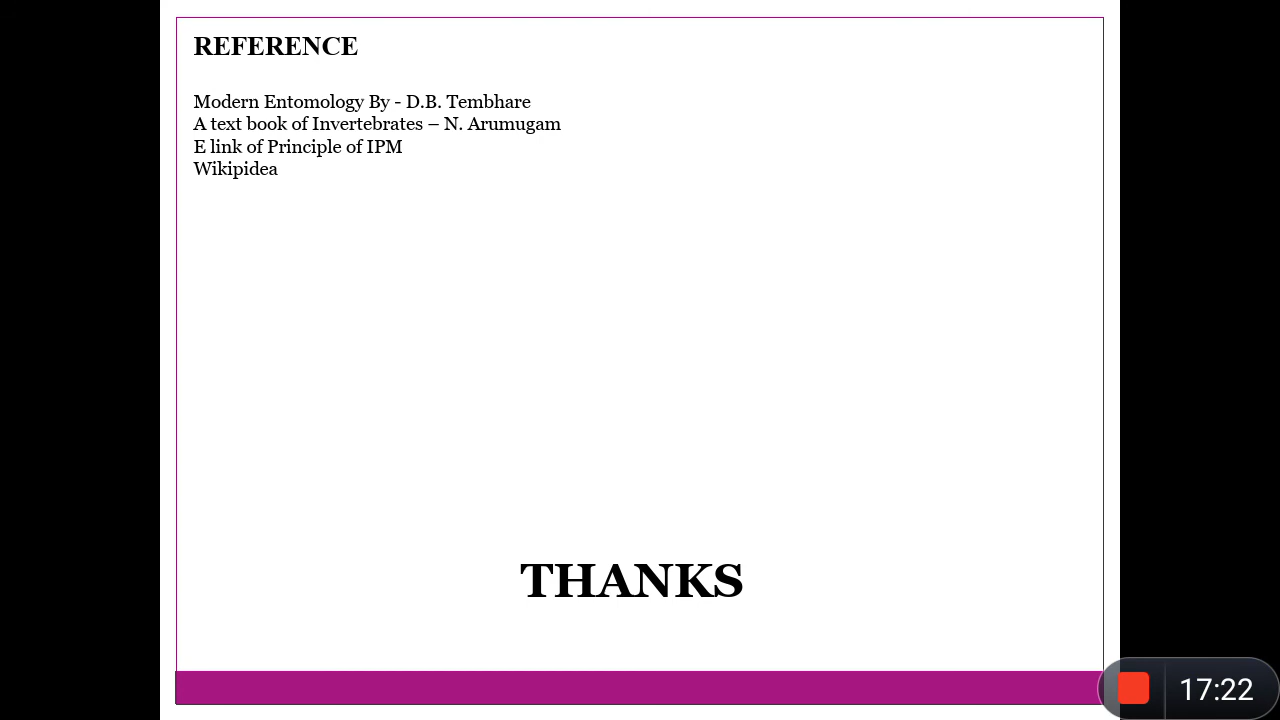 REFERENCE
Modern Entomology By - D.B. Tembhare
A text book of Invertebrates – N. Arumugam
E link of Principle of IPM
Wikipidea
THANKS
17:22